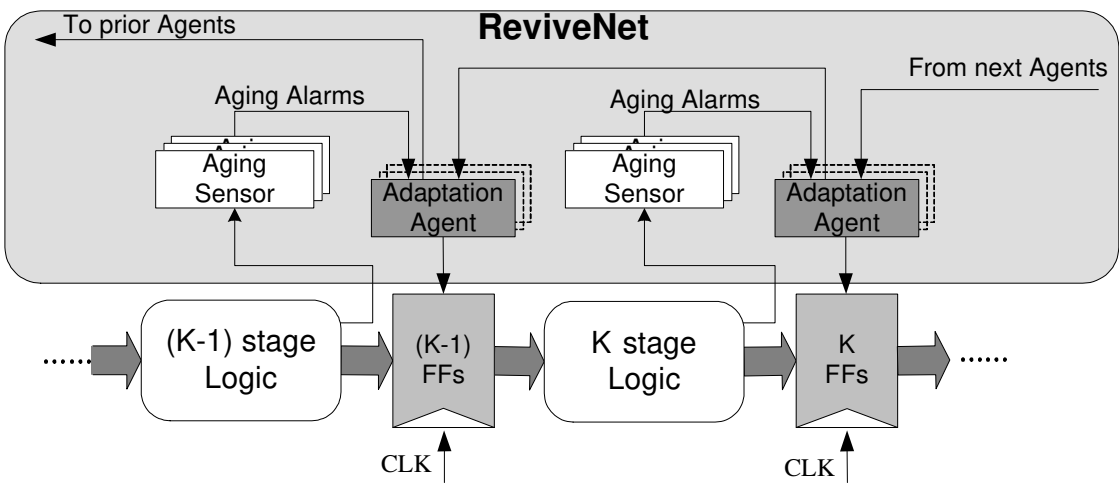 ReviveNet
To prior Agents
From next Agents
Aging Alarms
Aging Alarms
Aging
Sensor
Adaptation
Agent
Aging
Sensor
Adaptation
Agent
(K-1) stage
Logic
(K-1)
FFs
K stage
Logic
K
FFs
CLK
CLK